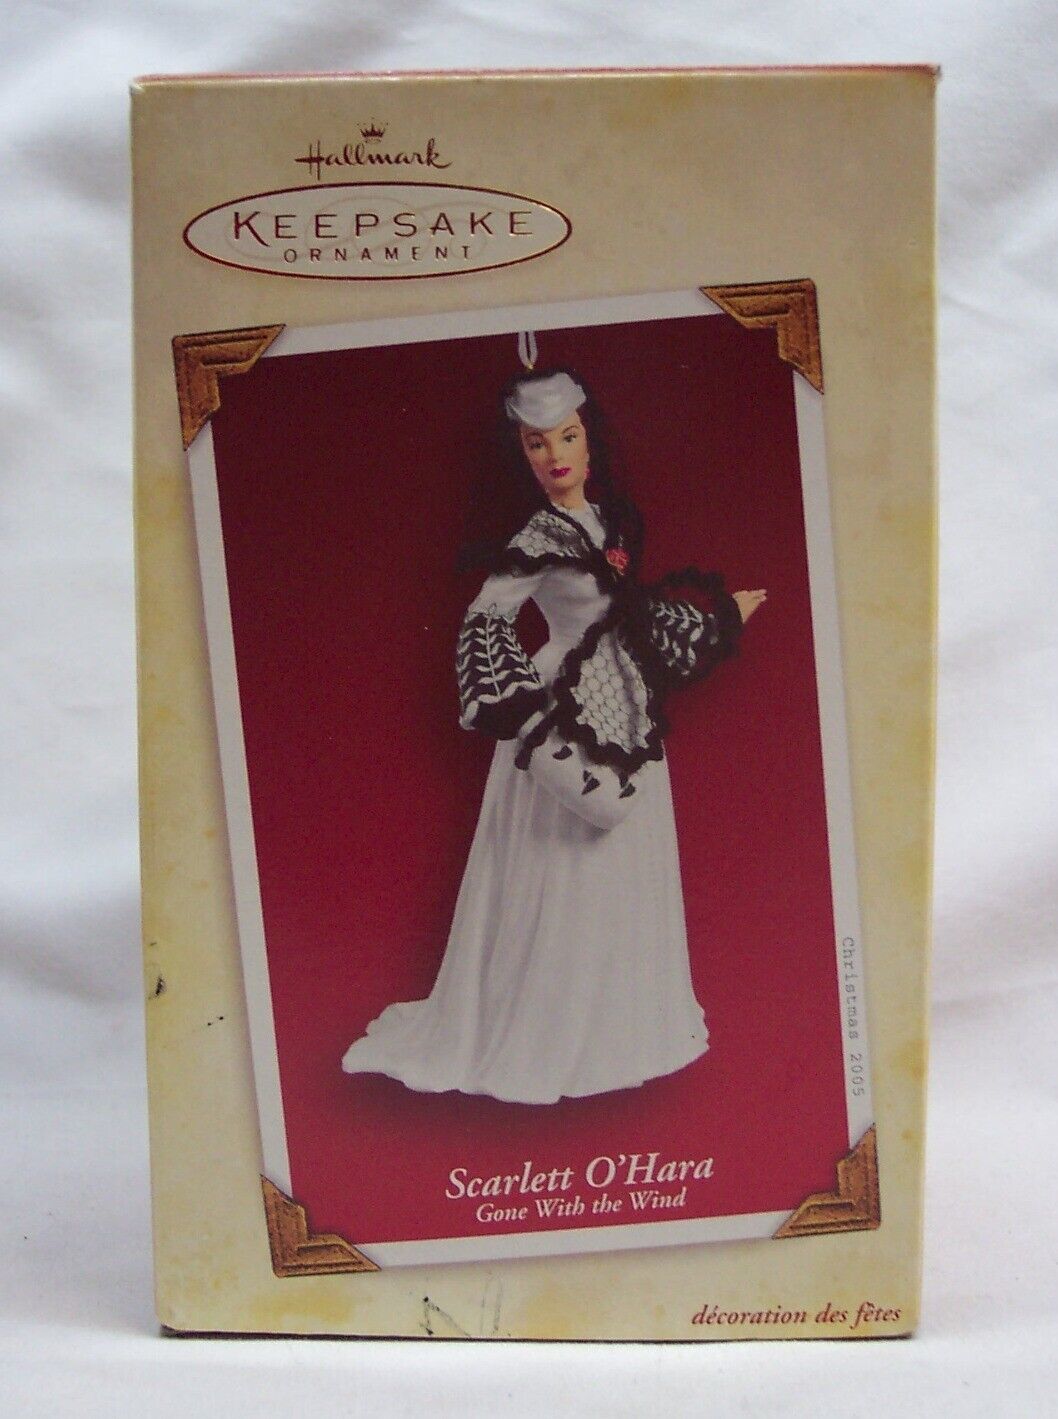 Hallmark
KEEPSAKE
ORNAMENT
Christmas 2005
Scarlett O'Hara
Gone With the Wind
décoration des fêtes